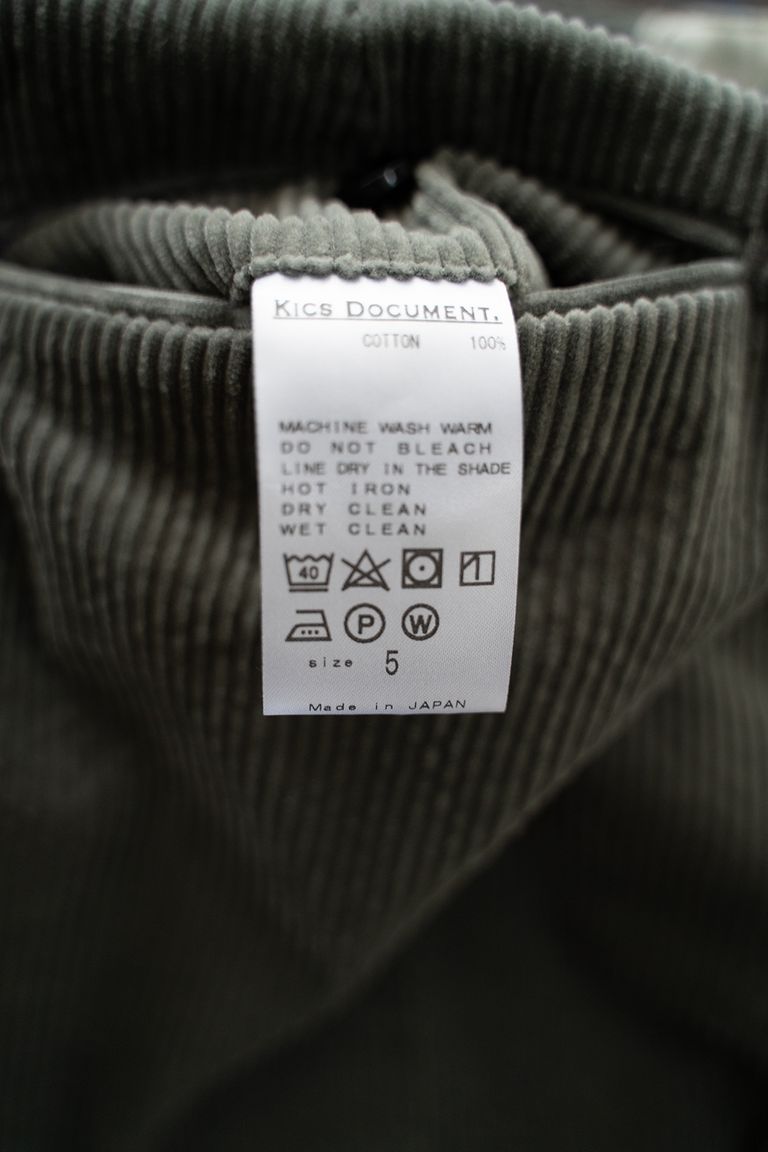 KICS DOCUMENT.
COTTON 100%
MACHINE WASH WARM
DO NOT BLEACH
LINE DRY IN THE SHADE
HOT IRON
DRY CLEAN
WET CLEAN
40
P W
size 5
Made in JAPAN